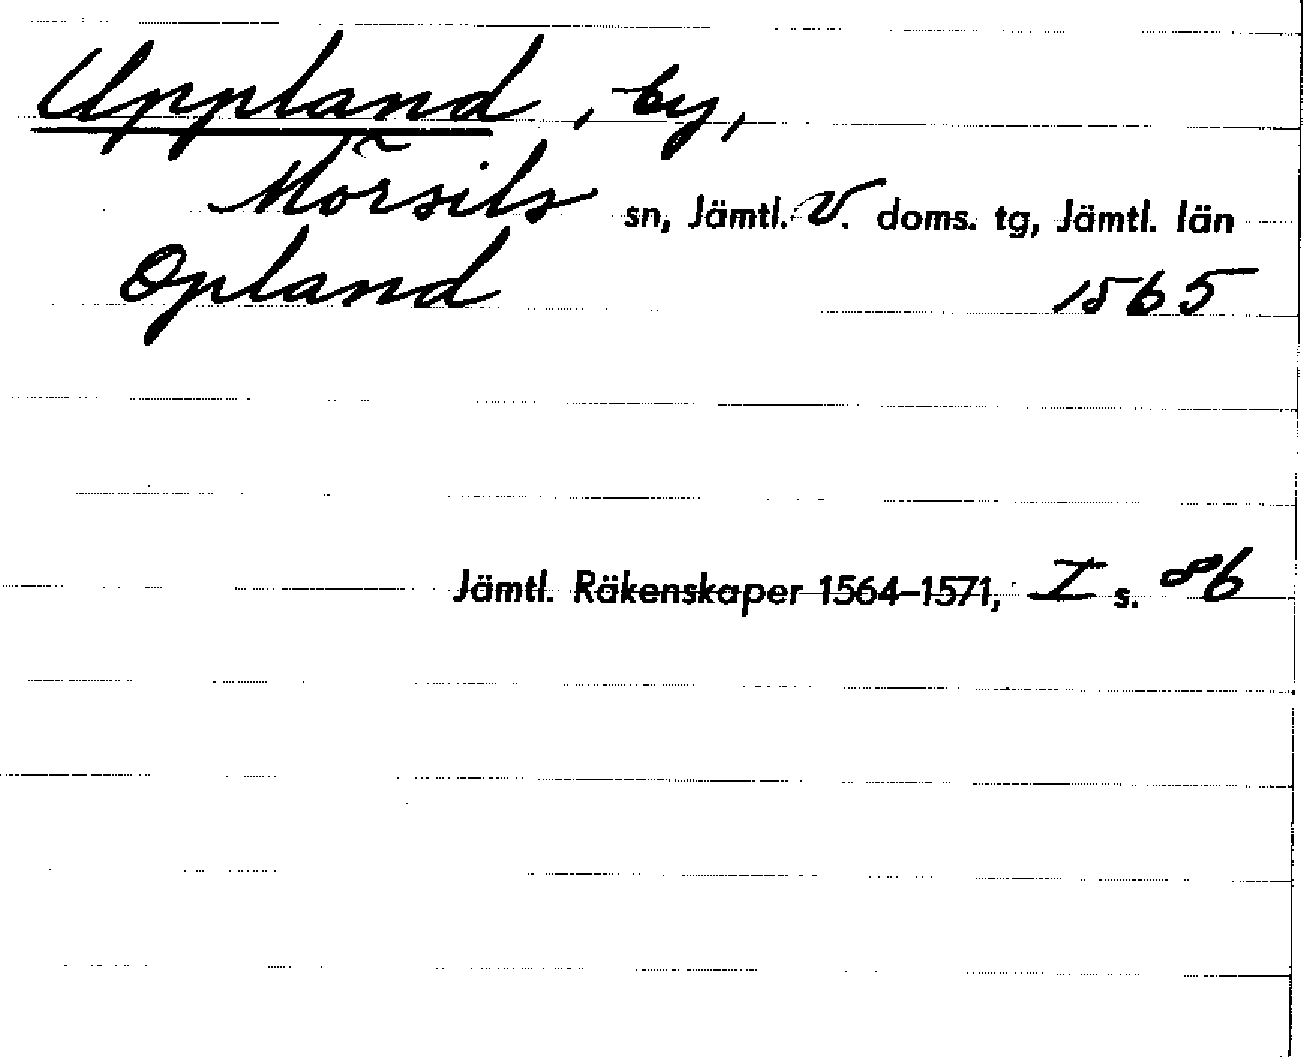 Uppland, by,
Mörsils sn, Jämtl. V. doms. tg, Jämtl. län
Opland 1565
Jämtl. Räkenskaper 1564–1571, I s. 86